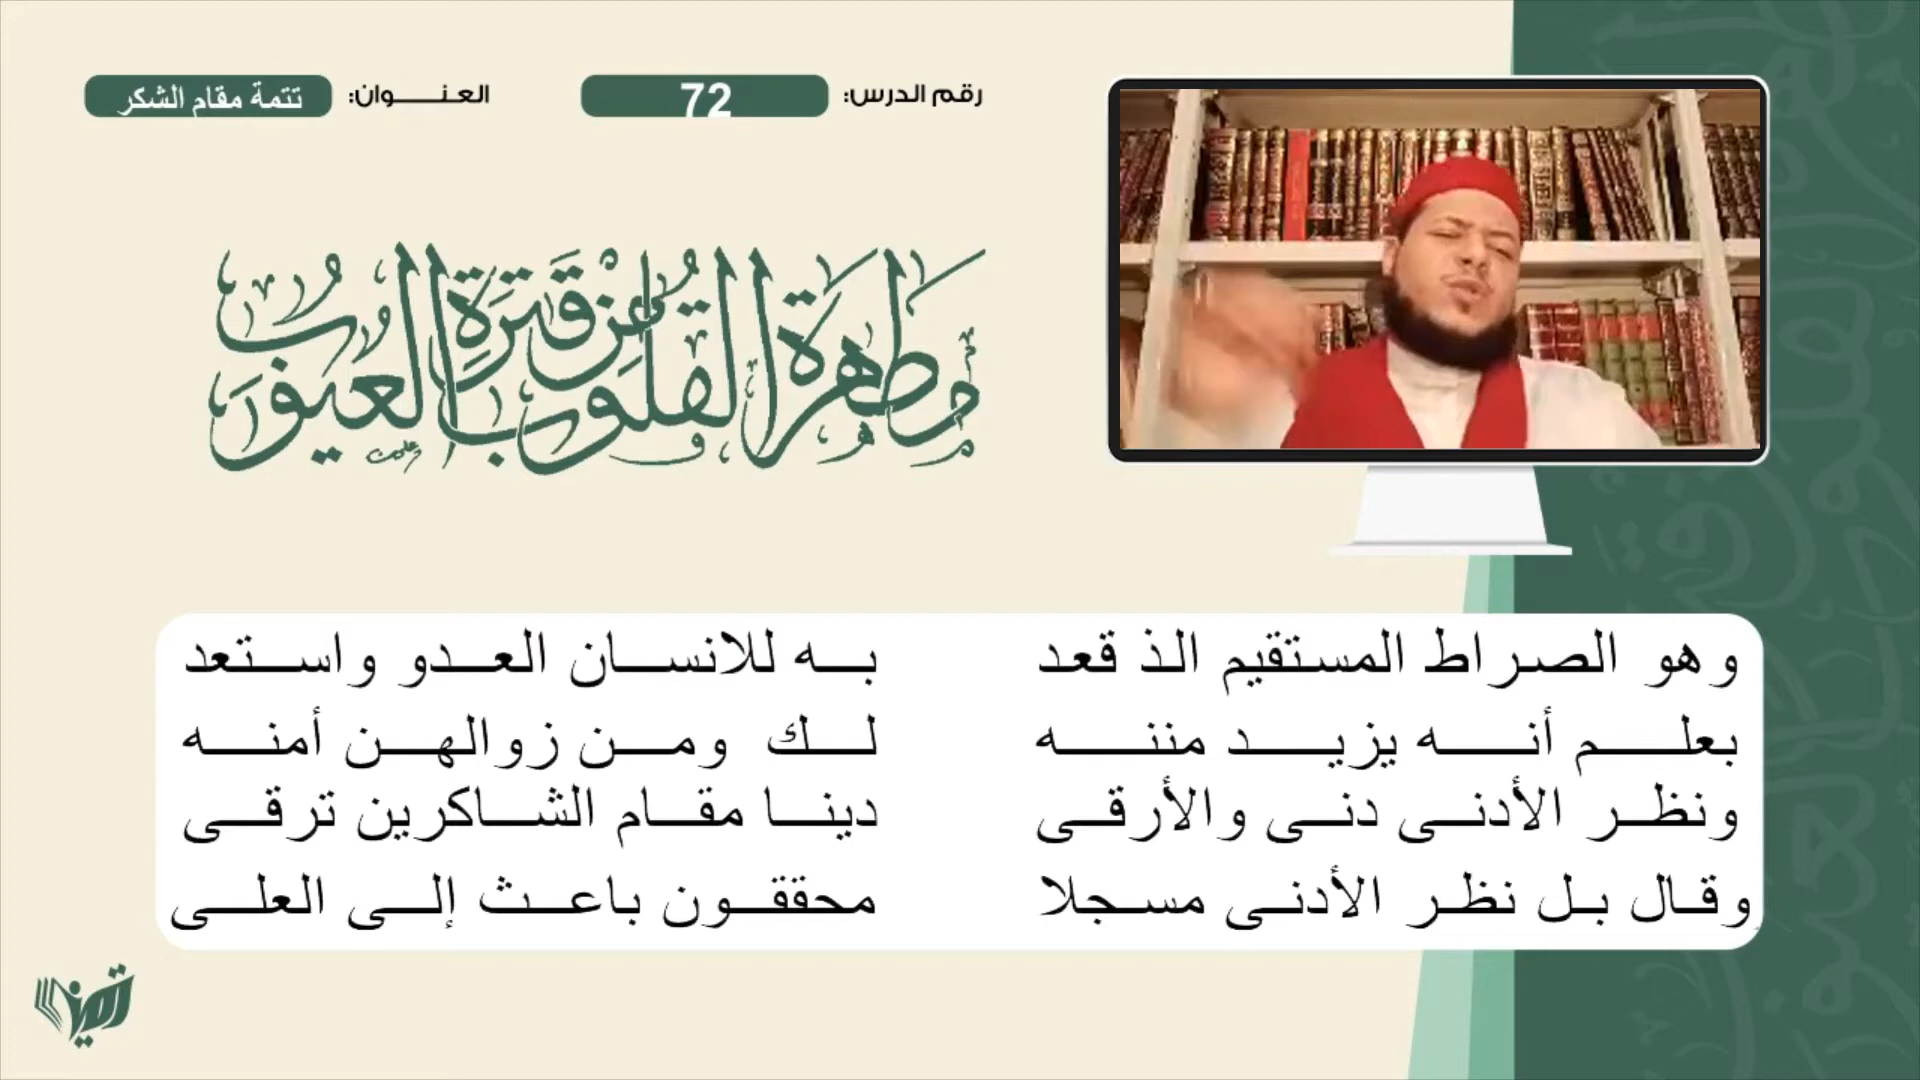 رقم الدرس: 72
العنوان: تتمة مقام الشكر
مطهرة القلوب من قترة العيوب
وهو الصراط المستقيم الذ قعد به للانسان العدو واستعد
بعلم أنه يزيد مننه لك ومن زوالهن أمنه
ونظر الأدنى دنى والأرقى دينا مقام الشاكرين ترقى
وقال بل نظر الأدنى مسجلا محققون باعث إلى العلى